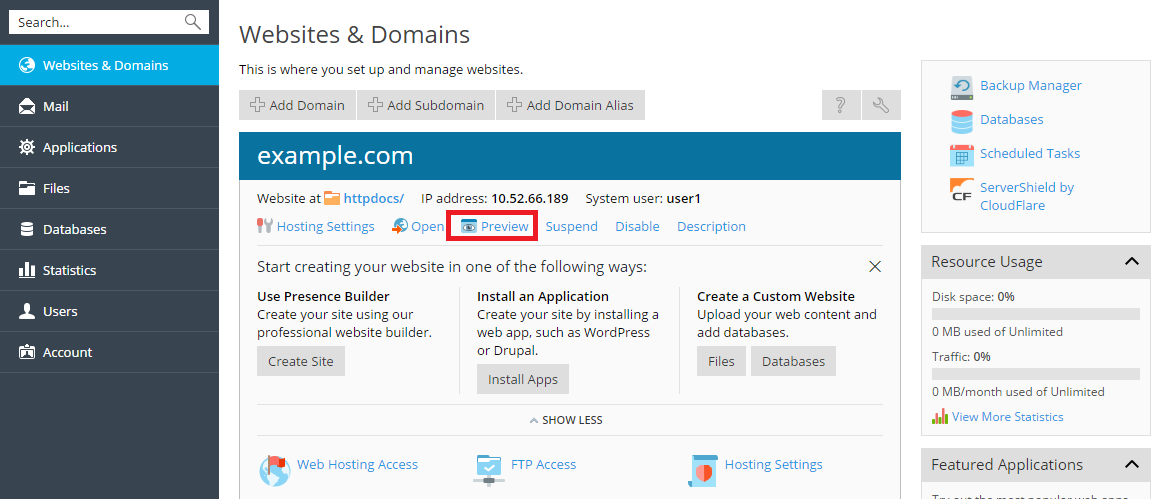 Search...
Websites & Domains
Mail
Applications
Files
Databases
Statistics
Users
Account
Websites & Domains
This is where you set up and manage websites.
Add Domain Add Subdomain Add Domain Alias ?
example.com
Website at httpdocs/ IP address: 10.52.66.189 System user: user1
Hosting Settings Open Preview Suspend Disable Description
Start creating your website in one of the following ways:
Use Presence Builder
Create your site using our
professional website builder.
Create Site
Install an Application
Create your site by installing a
web app, such as WordPress
or Drupal.
Install Apps
Create a Custom Website
Upload your web content and
add databases.
Files Databases
SHOW LESS
Web Hosting Access FTP Access Hosting Settings
Backup Manager
Databases
Scheduled Tasks
CF
ServerShield by
CloudFlare
Resource Usage
Disk space: 0%
0 MB used of Unlimited
Traffic: 0%
0 MB/month used of Unlimited
View More Statistics
Featured Applications